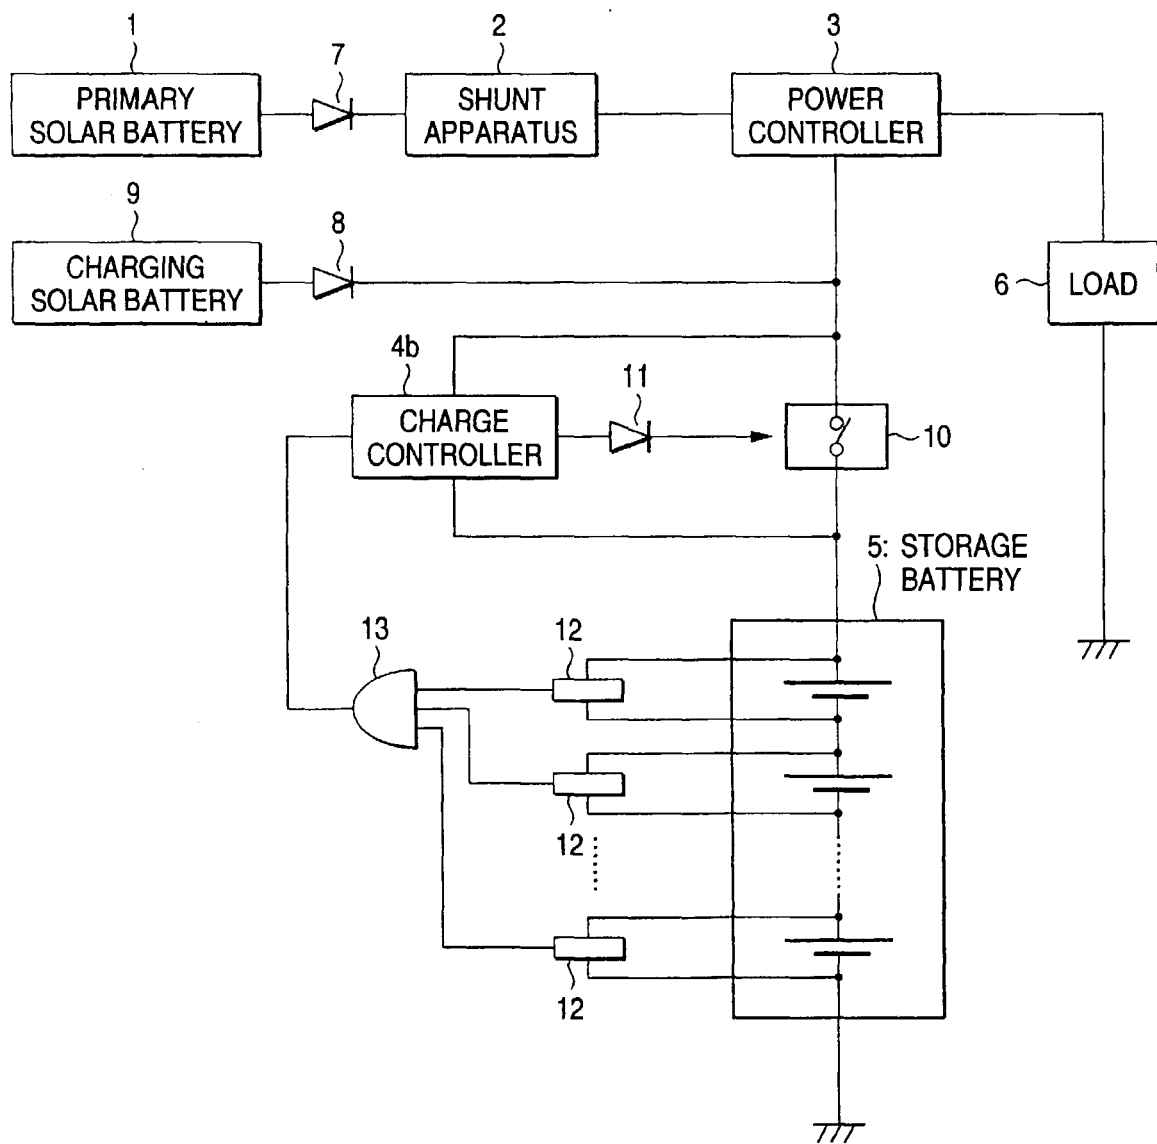 1
2
3
7
PRIMARY
SOLAR BATTERY
SHUNT
APPARATUS
POWER
CONTROLLER
9
8
CHARGING
SOLAR BATTERY
6
LOAD
4b
11
CHARGE
CONTROLLER
10
5: STORAGE
BATTERY
13
12
12
12